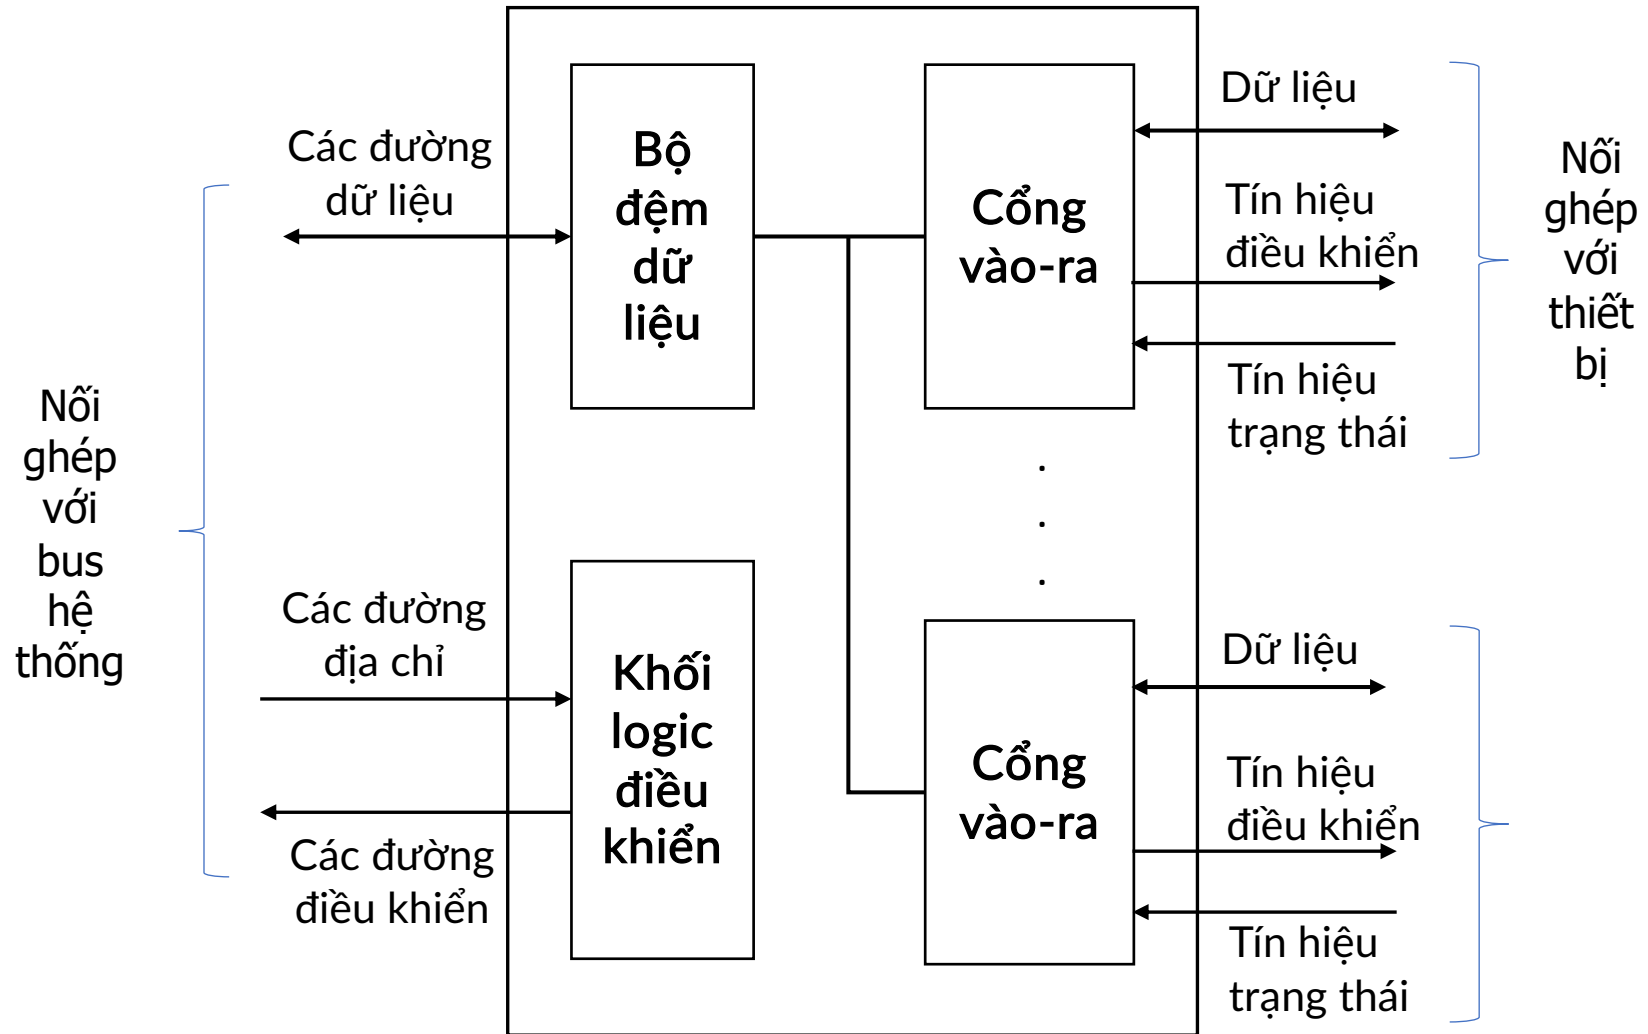 Nối
ghép
với
bus
hệ
thống
Các đường
dữ liệu
Các đường
địa chỉ
Các đường
điều khiển
Bộ
đệm
dữ
liệu
Khối
logic
điều
khiển
Cổng
vào-ra
.
.
.
Cổng
vào-ra
Dữ liệu
Tín hiệu
điều khiển
Tín hiệu
trạng thái
Nối
ghép
với
thiết
bị
Dữ liệu
Tín hiệu
điều khiển
Tín hiệu
trạng thái